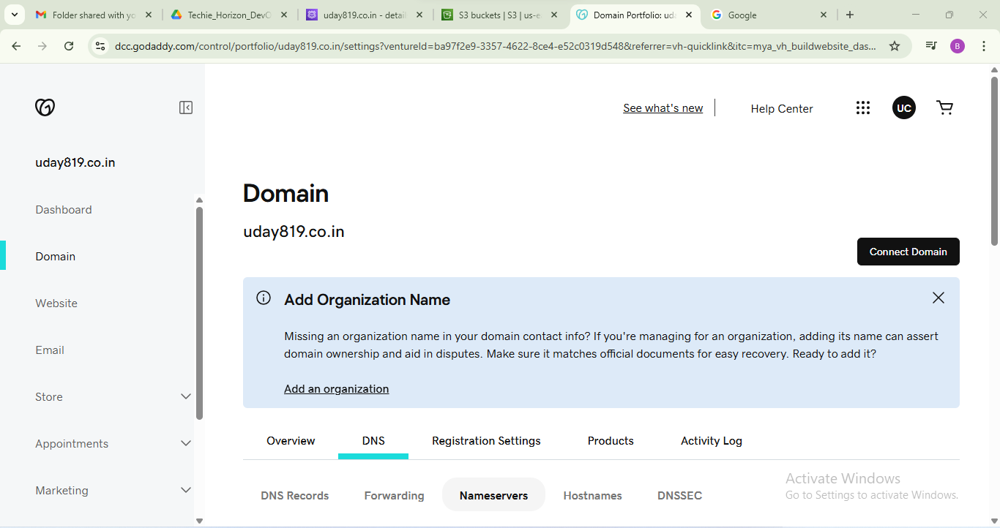 Folder shared with yo
Techie_Horizon_DevO
uday819.co.in - detail
S3 buckets | S3 | us-e
Domain Portfolio: uda
Google
dcc.godaddy.com/control/portfolio/uday819.co.in/settings?ventureId=ba97f2e9-3357-4622-8ce4-e52c0319d548&referrer=vh-quicklink&itc=mya_vh_buildwebsite_das...
B
See what's new
Help Center
UC
uday819.co.in
Dashboard
Domain
Website
Email
Store
Appointments
Marketing
Domain
uday819.co.in
Connect Domain
Add Organization Name
Missing an organization name in your domain contact info? If you're managing for an organization, adding its name can assert
domain ownership and aid in disputes. Make sure it matches official documents for easy recovery. Ready to add it?
Add an organization
Overview
DNS
Registration Settings
Products
Activity Log
DNS Records
Forwarding
Nameservers
Hostnames
DNSSEC
Activate Windows
Go to Settings to activate Windows.